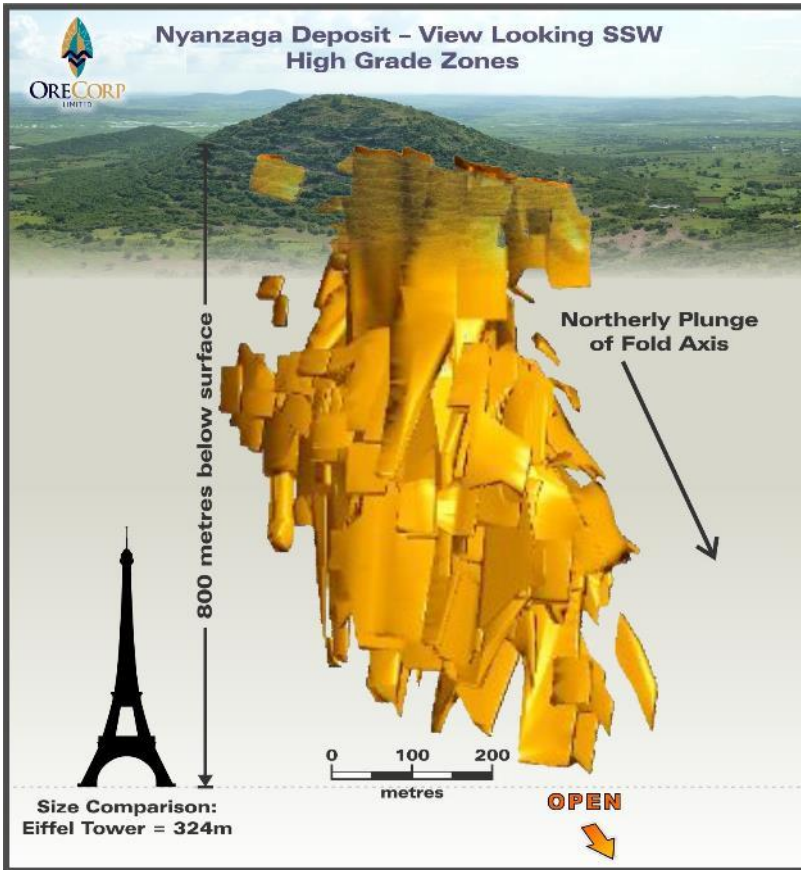 Nyanzaga Deposit – View Looking SSW
High Grade Zones
ORECORP
LIMITED
800 metres below surface
Northerly Plunge
of Fold Axis
0 100 200
metres
Size Comparison:
Eiffel Tower = 324m
OPEN